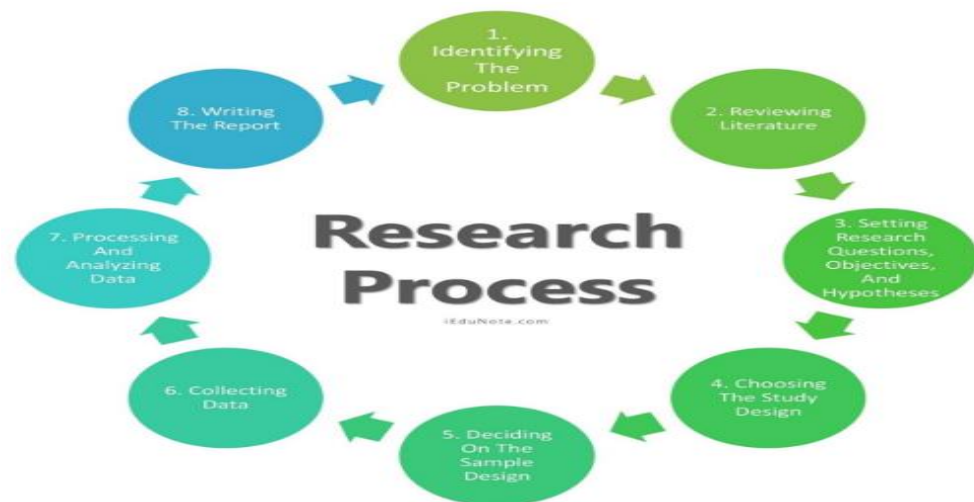 1.
Identifying
The
Problem
2. Reviewing
Literature
3. Setting
Research
Questions,
Objectives,
And
Hypotheses
4. Choosing
The Study
Design
5. Deciding
On The
Sample
Design
6. Collecting
Data
7. Processing
And
Analyzing
Data
8. Writing
The Report
Research
Process
iEduNote.com